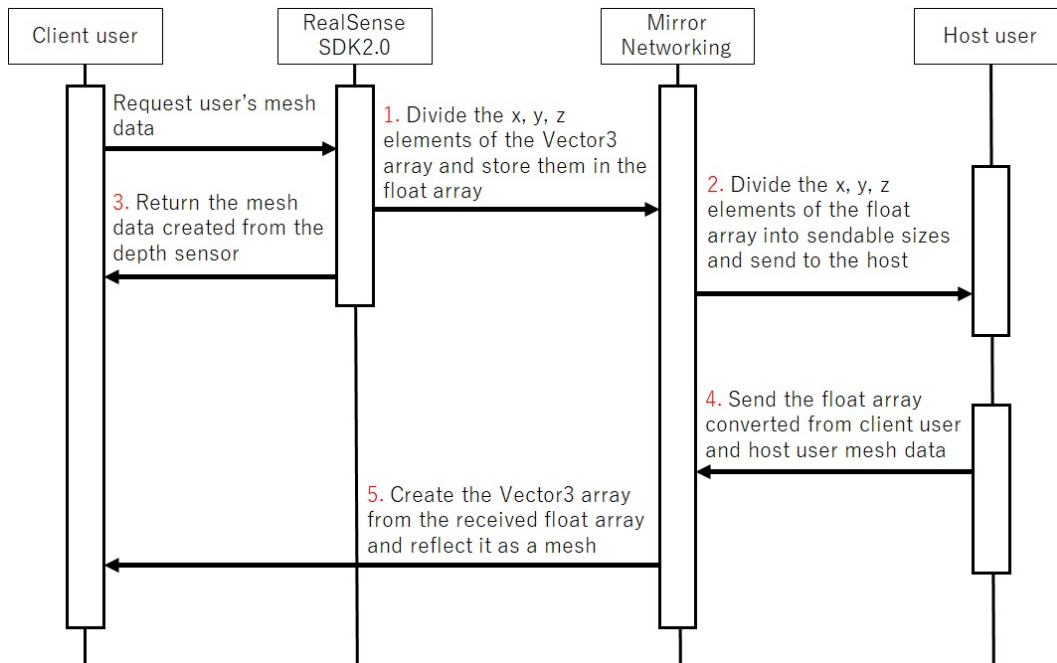 Client user
RealSense
SDK2.0
Mirror
Networking
Host user
Request user's mesh
data
1. Divide the x, y, z
elements of the Vector3
array and store them in the
float array
2. Divide the x, y, z
elements of the float
array into sendable sizes
and send to the host
3. Return the mesh
data created from the
depth sensor
4. Send the float array
converted from client user
and host user mesh data
5. Create the Vector3 array
from the received float array
and reflect it as a mesh